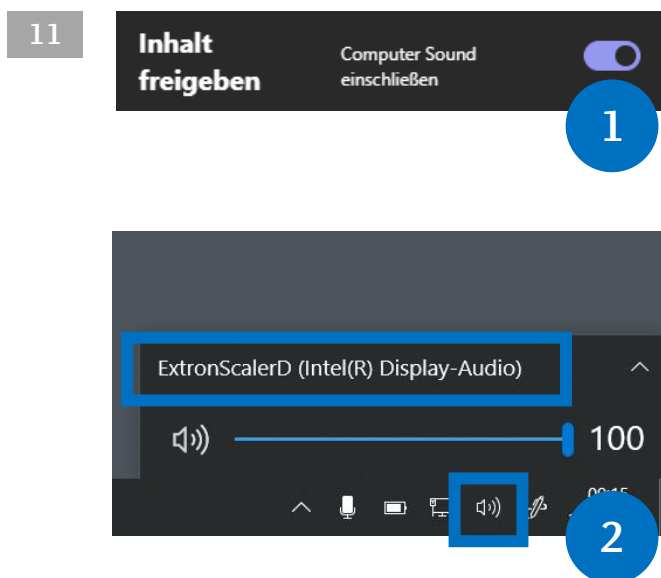 11
Inhalt
freigeben
Computer Sound
einschließen
1
ExtronScalerD (Intel(R) Display-Audio)
100
2